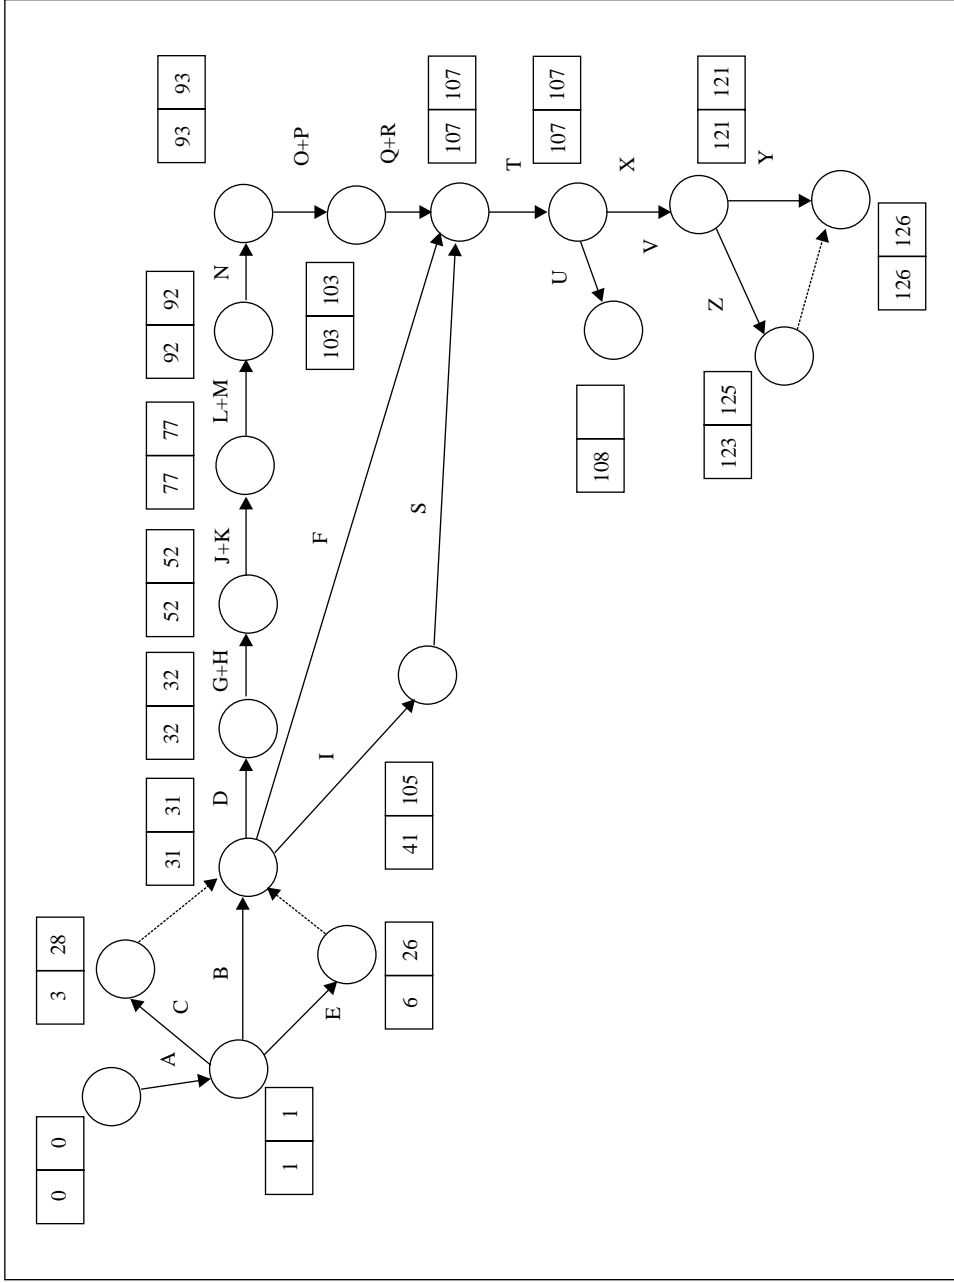 0 0
3 28
A
C
31 31
32 32
52 52
77 77
92 92
93 93
B
D
G+H
J+K
L+M
N
1 1
O+P
E
I
F
103 103
Q+R
6 26
41 105
S
107 107
T
U
107 107
108
X
V
Z
123 125
121 121
Y
126 126